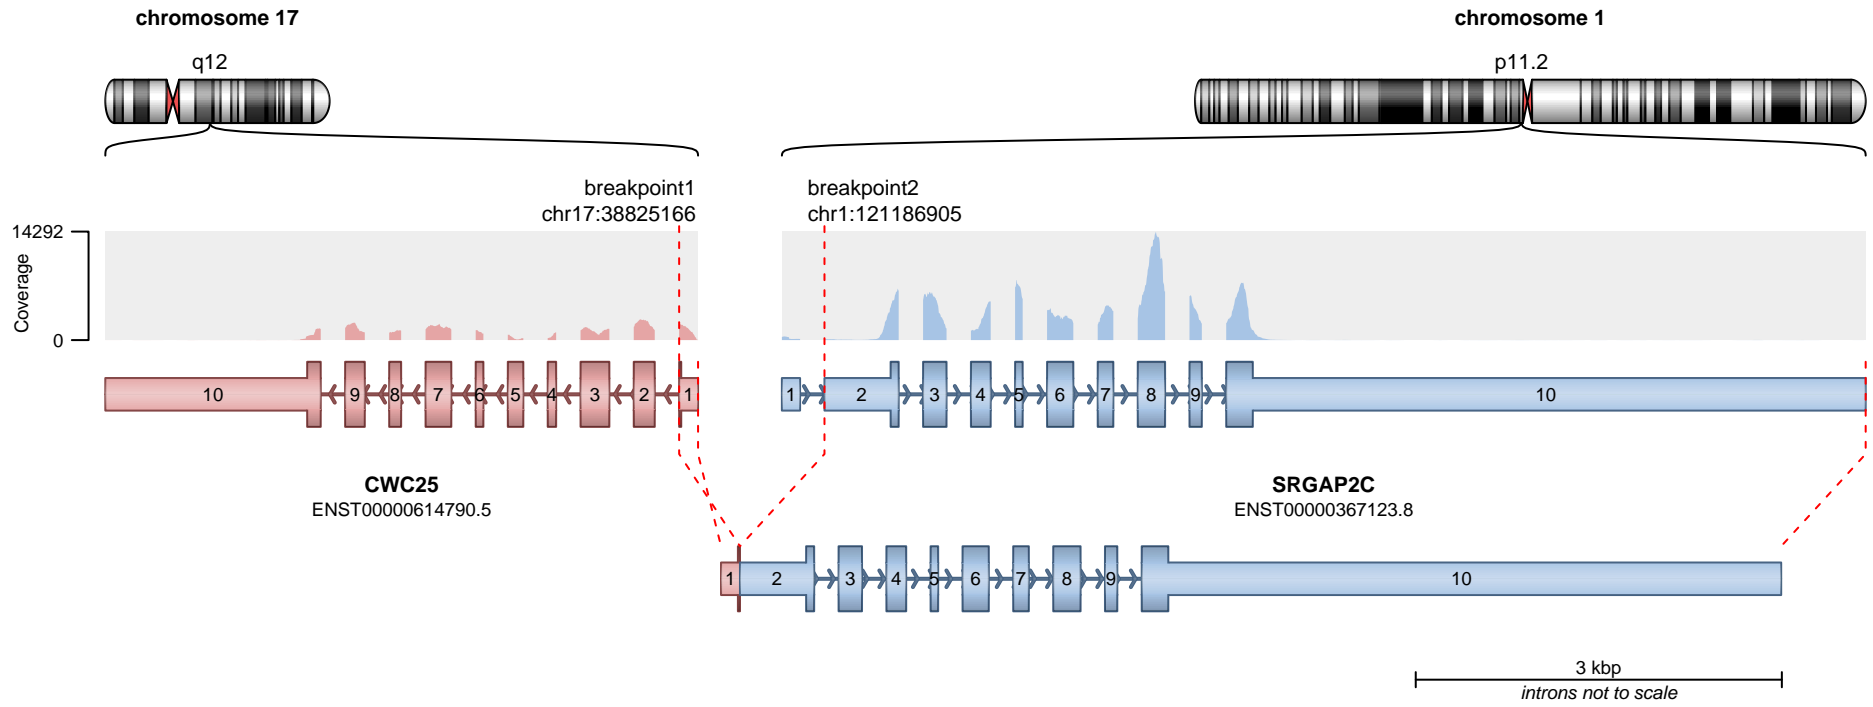 chromosome 17
chromosome 1
q12
p11.2
breakpoint1
chr17:38825166
breakpoint2
chr1:121186905
14292
Coverage
0
10 9 8 7 6 5 4 3 2 1
1 2 3 4 5 6 7 8 9 10
CWC25
ENST00000614790.5
SRGAP2C
ENST00000367123.8
1 2 3 4 5 6 7 8 9 10
3 kbp
introns not to scale